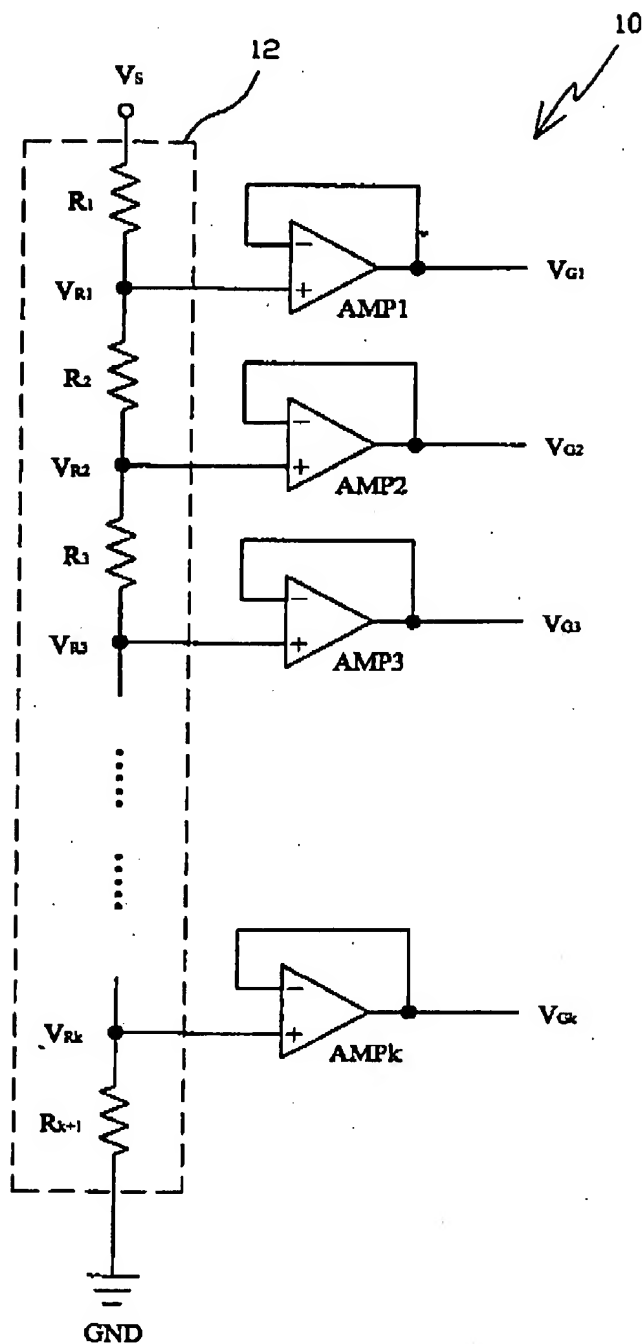 10
12
Vs
R1
VR1
−
+
AMP1
VG1
R2
VR2
−
+
AMP2
VG2
R3
VR3
−
+
AMP3
VG3
VRk
−
+
AMPk
VGk
Rk+1
GND